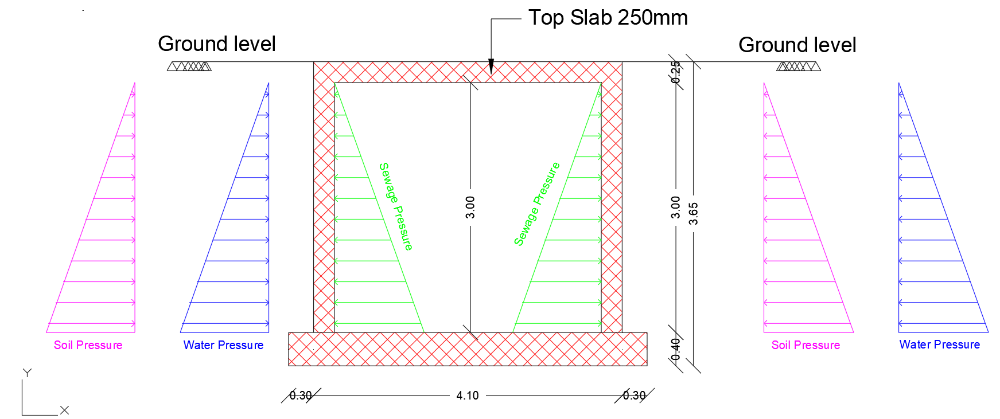 Top Slab 250mm
Ground level
Ground level
0.25
Sewage Pressure
Sewage Pressure
3.00
3.00
3.65
Soil Pressure
Water Pressure
0.40
Soil Pressure
Water Pressure
Y
X
0.30
4.10
0.30